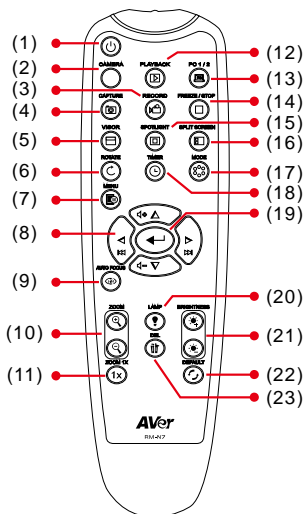 (1)
(2) CAMERA PLAYBACK PC 1 / 2 (12)
(13)
(3) CAPTURE RECORD FREEZE / STOP (14)
(4)
(15)
(5) VISOR SPOTLIGHT SPLIT SCREEN (16)
(6) ROTATE TIMER MODE (17)
(18)
(7) MENU
(19)
(8)
(9) AUTO FOCUS
(20)
ZOOM LAMP BRIGHTNESS
(10) (21)
(11) ZOOM 1X DEFAULT (22)
1x
(23)
AVer
RM-N7